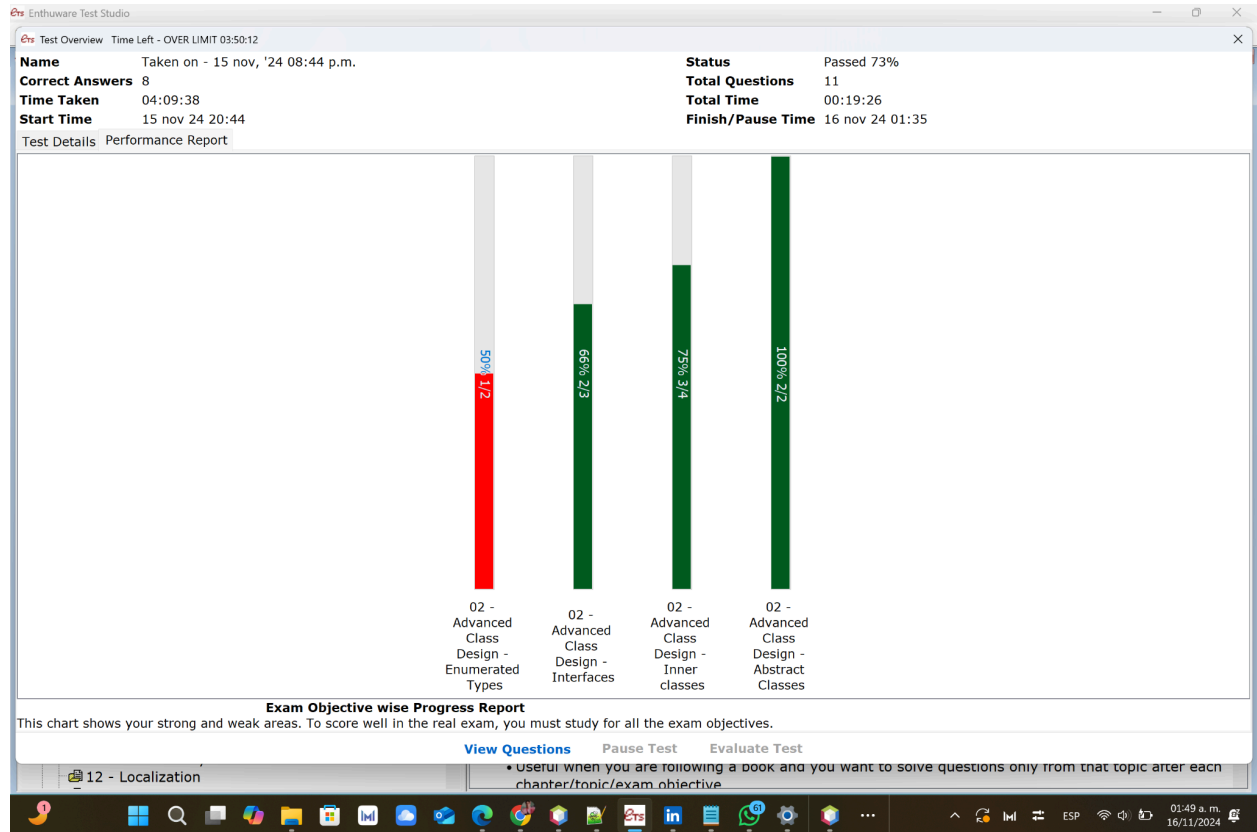 eTs Enthuware Test Studio
eTs Test Overview Time Left - OVER LIMIT 03:50:12
Name Taken on - 15 nov, '24 08:44 p.m. Status Passed 73%
Correct Answers 8 Total Questions 11
Time Taken 04:09:38 Total Time 00:19:26
Start Time 15 nov 24 20:44 Finish/Pause Time 16 nov 24 01:35
Test Details Performance Report
50% 1/2
66% 2/3
75% 3/4
100% 2/2
02 -
Advanced
Class
Design -
Enumerated
Types
02 -
Advanced
Class
Design -
Interfaces
02 -
Advanced
Class
Design -
Inner
classes
02 -
Advanced
Class
Design -
Abstract
Classes
Exam Objective wise Progress Report
This chart shows your strong and weak areas. To score well in the real exam, you must study for all the exam objectives.
View Questions Pause Test Evaluate Test
12 - Localization
• Useful when you are following a book and you want to solve questions only from that topic after each
chapter/topic/exam objective
1
eTs
in
61
ESP
01:49 a. m.
16/11/2024